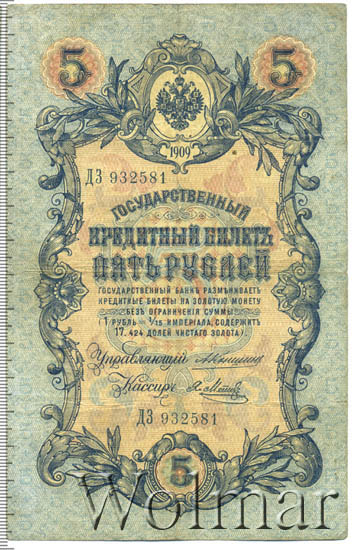 5 5
1909
ДЗ 932581
ГОСУДАРСТВЕННЫЙ
КРЕДИТНЫЙ БИЛЕТЪ
ПЯТЬ РУБЛЕЙ
ГОСУДАРСТВЕННЫЙ БАНКЪ РАЗМѢНИВАЕТЪ
КРЕДИТНЫЕ БИЛЕТЫ НА ЗОЛОТУЮ МОНЕТУ
БЕЗЪ ОГРАНИЧЕНІЯ СУММЫ
(1 РУБЛЬ = 1/15 ИМПЕРІАЛА, СОДЕРЖИТЪ
17,424 ДОЛЕЙ ЧИСТАГО ЗОЛОТА).
Управляющій
Кассиръ
ДЗ 932581
5
Wolmar